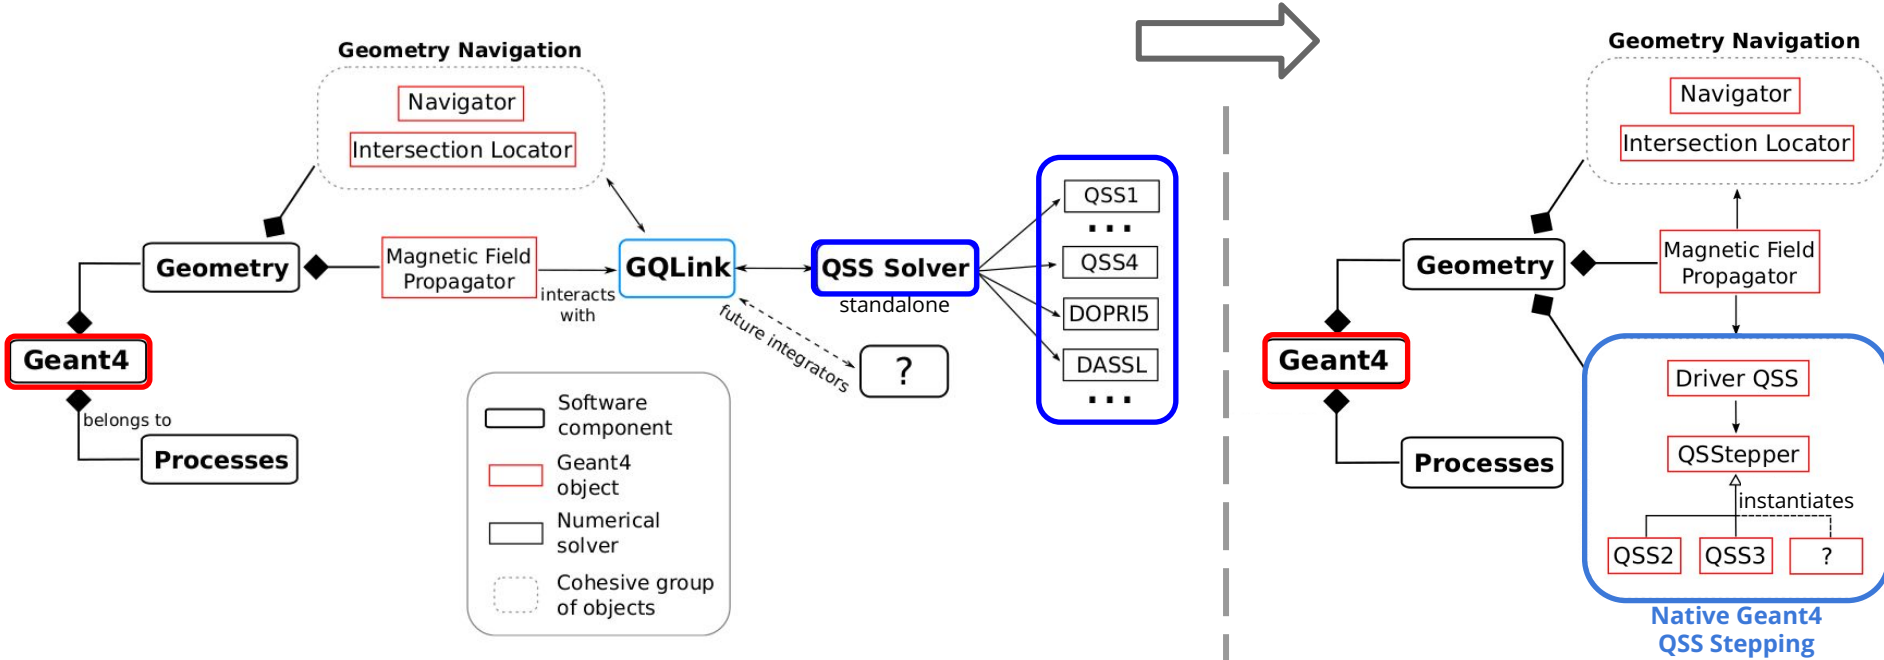 Geometry Navigation
Navigator
Intersection Locator
Geometry
Magnetic Field
Propagator
interacts
with
GQLink
QSS Solver
standalone
future integrators
?
QSS1
...
QSS4
DOPRI5
DASSL
...
Geant4
belongs to
Processes
Software
component
Geant4
object
Numerical
solver
Cohesive group
of objects
Geometry Navigation
Navigator
Intersection Locator
Geometry
Magnetic Field
Propagator
Geant4
Processes
Driver QSS
QSStepper
instantiates
QSS2
QSS3
?
Native Geant4
QSS Stepping